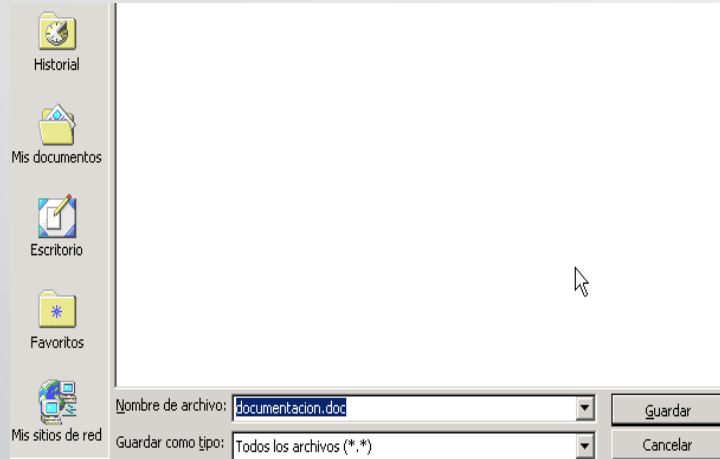 Historial
Mis documentos
Escritorio
Favoritos
Mis sitios de red
Nombre de archivo: documentacion.doc
Guardar
Guardar como tipo: Todos los archivos (*.*)
Cancelar